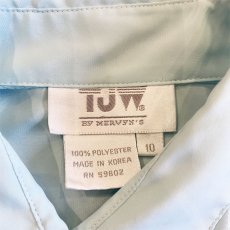 TJW
BY MERVYN'S
100% POLYESTER
MADE IN KOREA
RN 59802
10